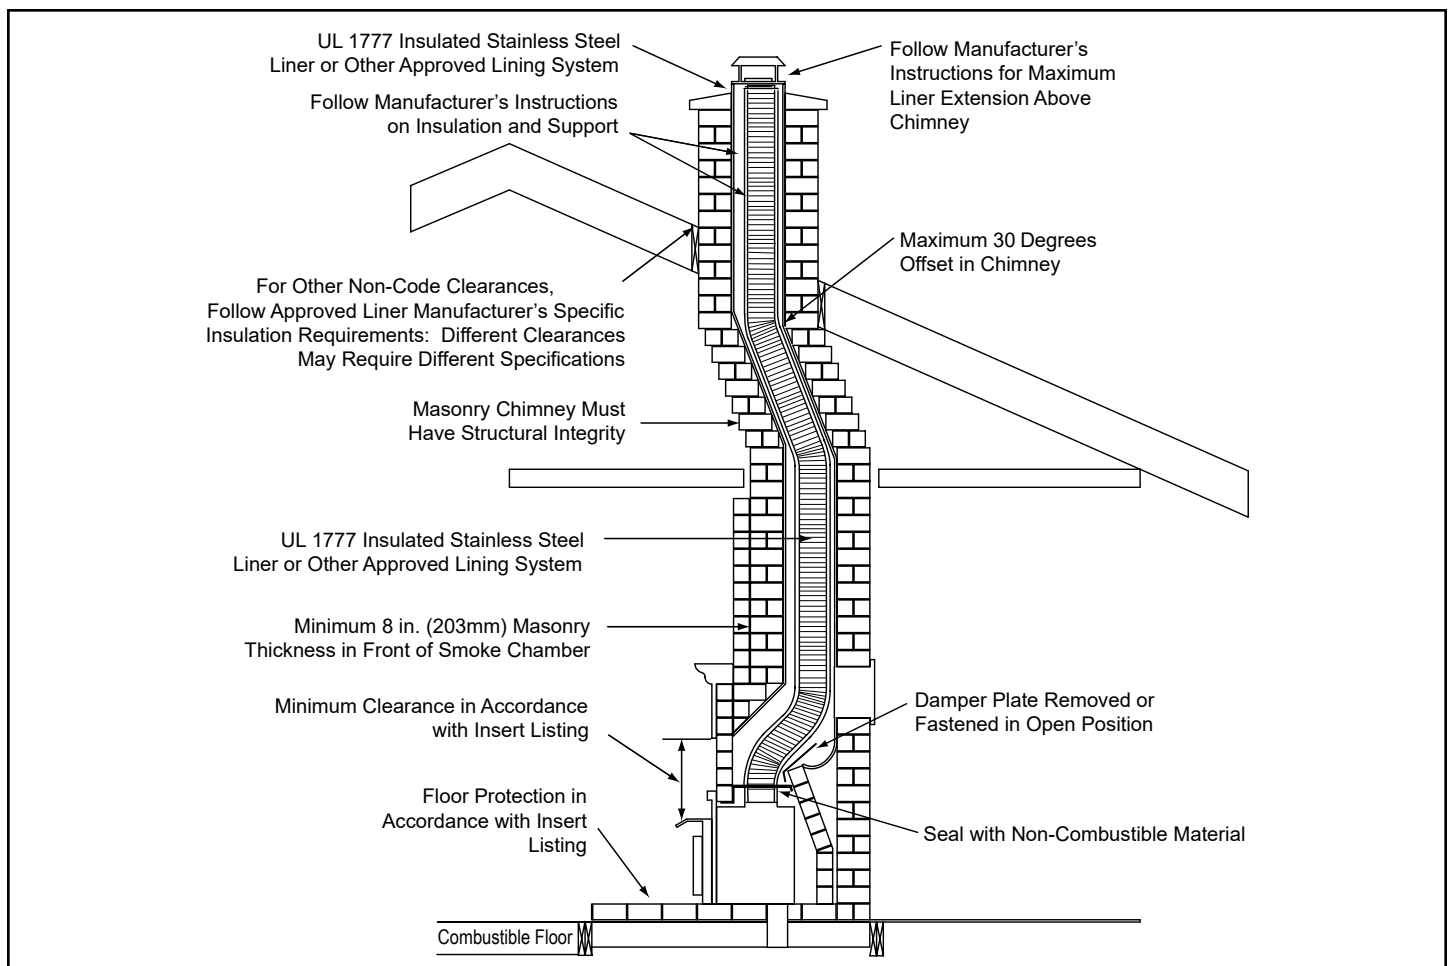 UL 1777 Insulated Stainless Steel
Liner or Other Approved Lining System
Follow Manufacturer's Instructions
on Insulation and Support
Follow Manufacturer's
Instructions for Maximum
Liner Extension Above
Chimney
Maximum 30 Degrees
Offset in Chimney
For Other Non-Code Clearances,
Follow Approved Liner Manufacturer's Specific
Insulation Requirements:  Different Clearances
May Require Different Specifications
Masonry Chimney Must
Have Structural Integrity
UL 1777 Insulated Stainless Steel
Liner or Other Approved Lining System
Minimum 8 in. (203mm) Masonry
Thickness in Front of Smoke Chamber
Minimum Clearance in Accordance
with Insert Listing
Damper Plate Removed or
Fastened in Open Position
Floor Protection in
Accordance with Insert
Listing
Seal with Non-Combustible Material
Combustible Floor